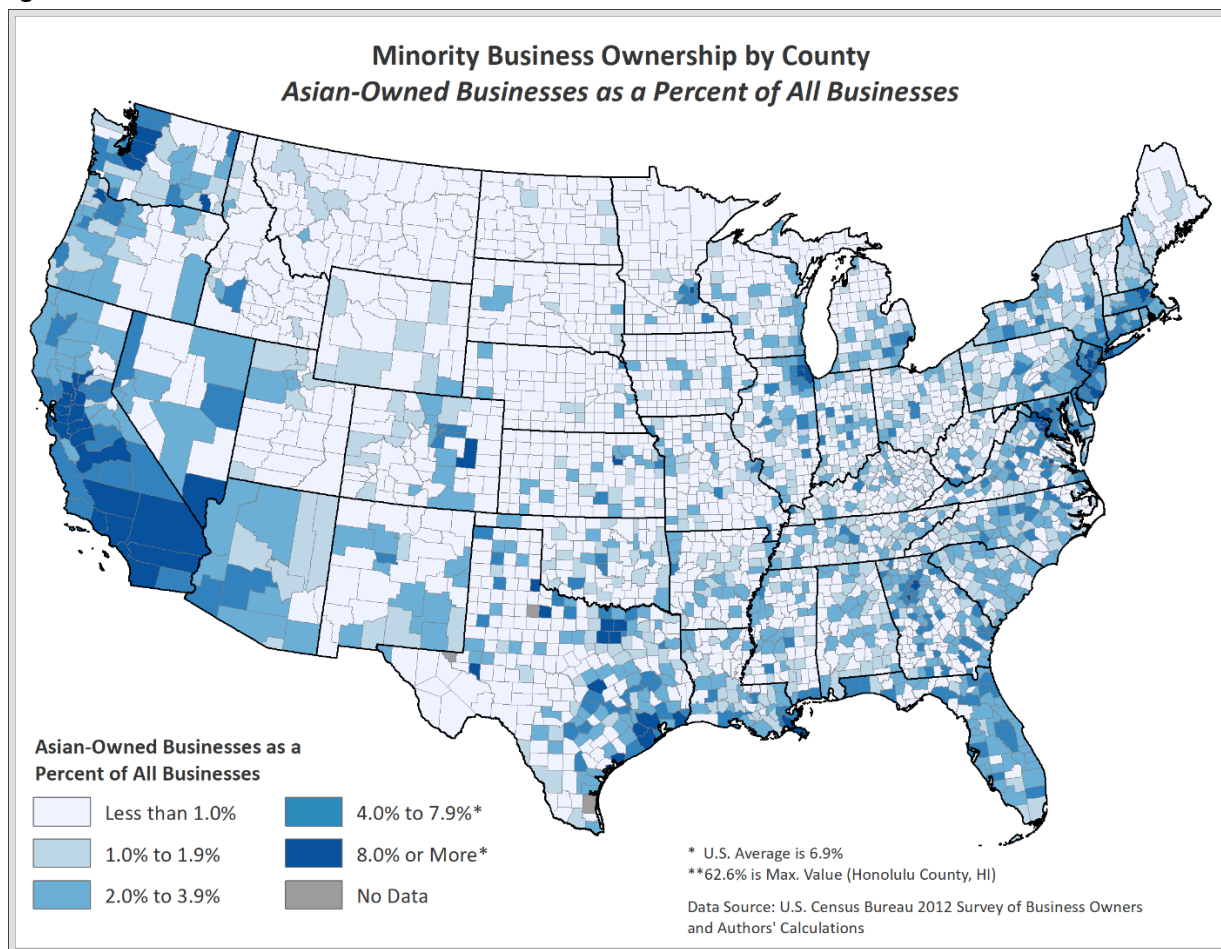 Minority Business Ownership by County
Asian-Owned Businesses as a Percent of All Businesses
Asian-Owned Businesses as a
Percent of All Businesses
Less than 1.0%
1.0% to 1.9%
2.0% to 3.9%
4.0% to 7.9%*
8.0% or More*
No Data
* U.S. Average is 6.9%
**62.6% is Max. Value (Honolulu County, HI)
Data Source: U.S. Census Bureau 2012 Survey of Business Owners
and Authors' Calculations